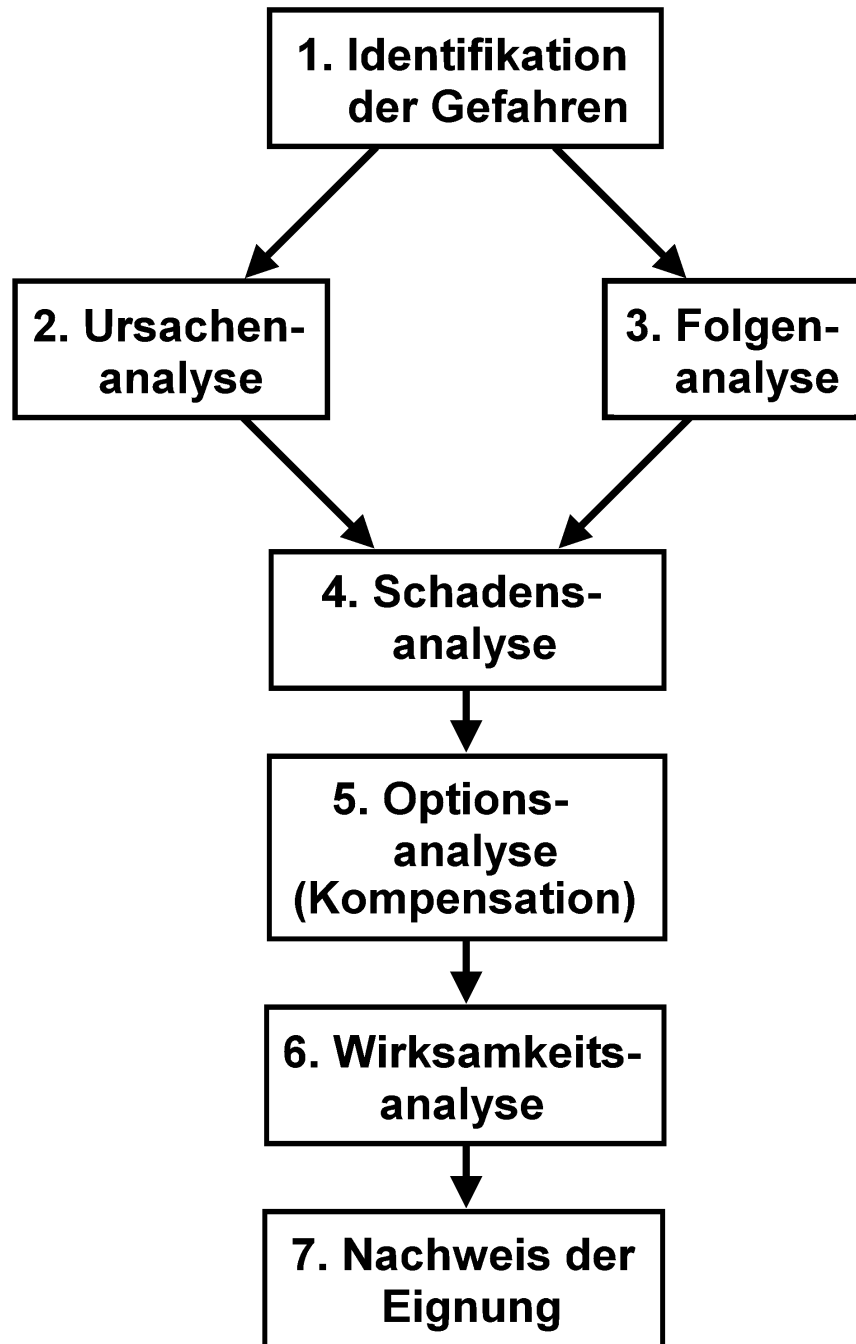 1. Identifikation
der Gefahren
2. Ursachen-
analyse
3. Folgen-
analyse
4. Schadens-
analyse
5. Options-
analyse
(Kompensation)
6. Wirksamkeits-
analyse
7. Nachweis der
Eignung